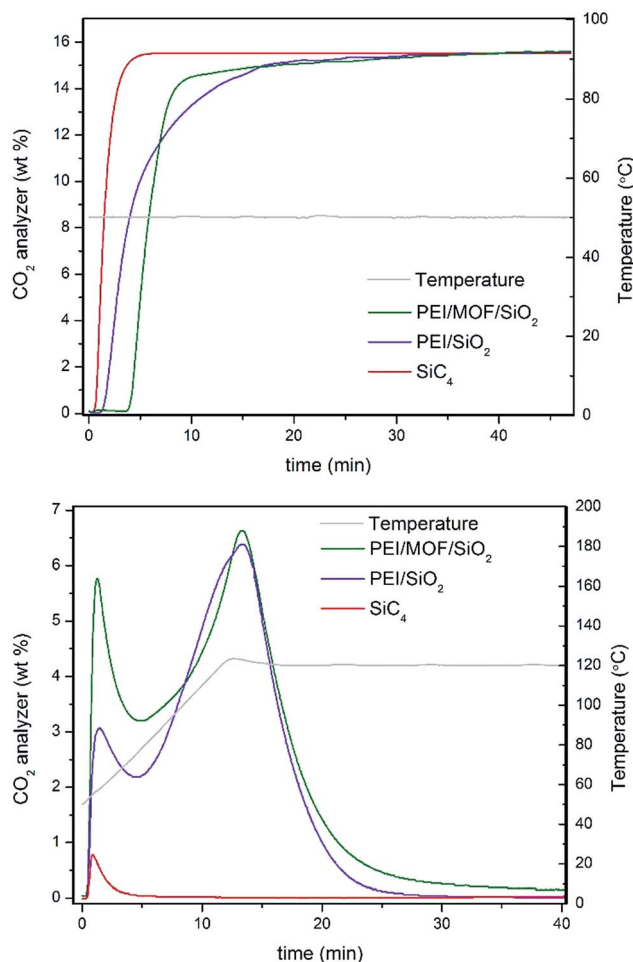 100
16
14
80
12
60
10
8
40
6
4
20
2
0
0
CO₂ analyzer (wt %)
Temperature (°C)
Temperature
PEI/MOF/SiO₂
PEI/SiO₂
SiC₄
0 10 20 30 40
time (min)
7 200
180
6
160
5
140
120
4
100
3
80
2
60
40
1
20
0
0
CO₂ analyzer (wt %)
Temperature (°C)
Temperature
PEI/MOF/SiO₂
PEI/SiO₂
SiC₄
0 10 20 30 40
time (min)